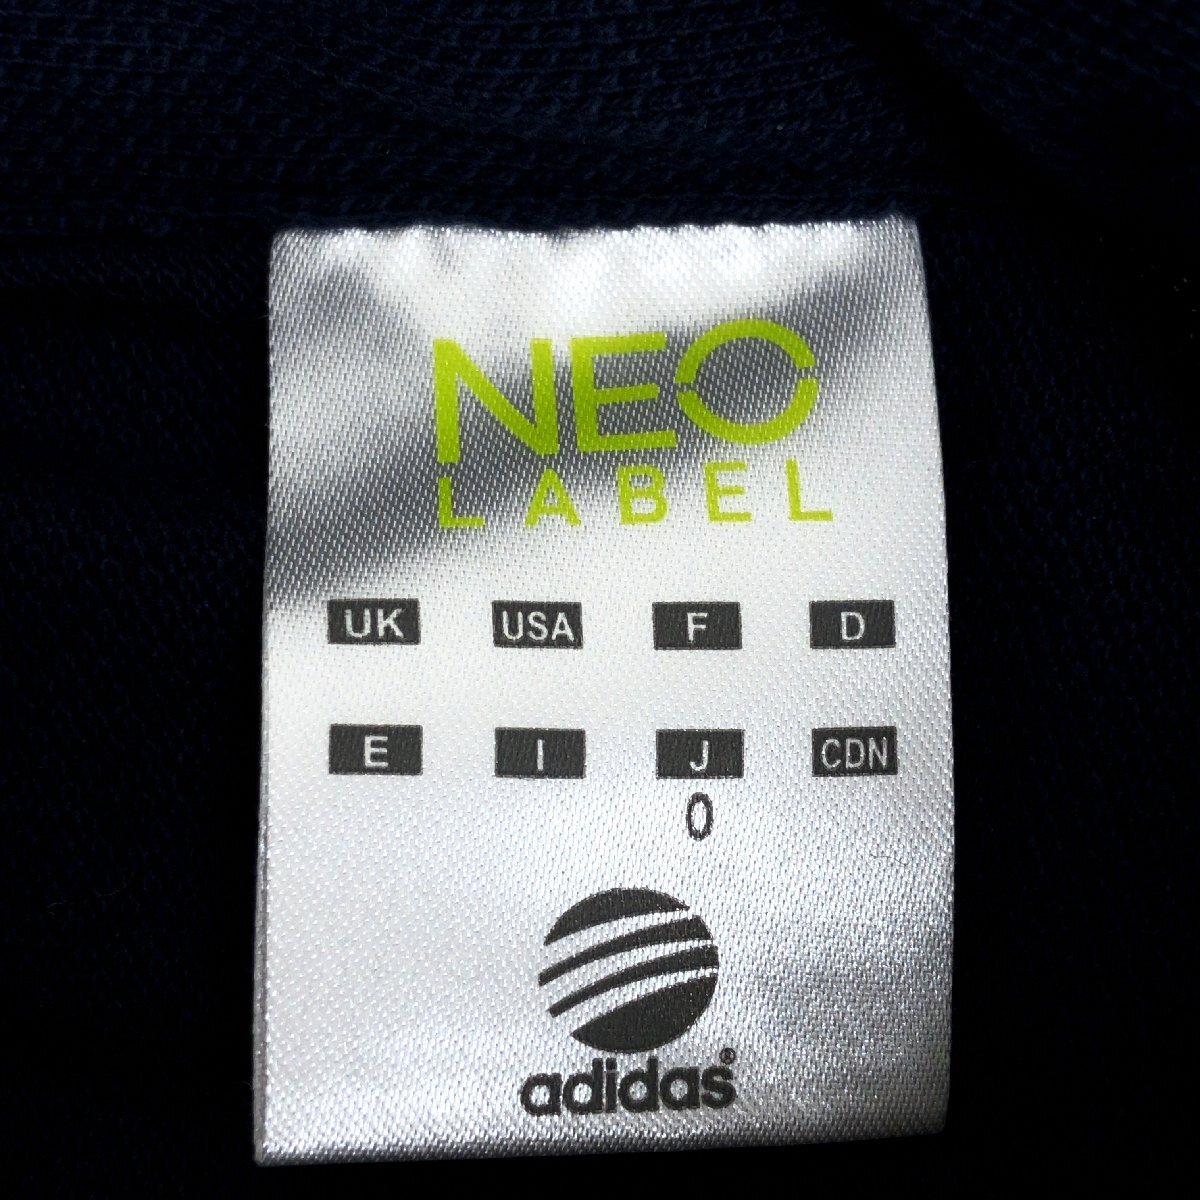 NEO
LABEL
UK USA F D
E I J CDN
O
adidas®